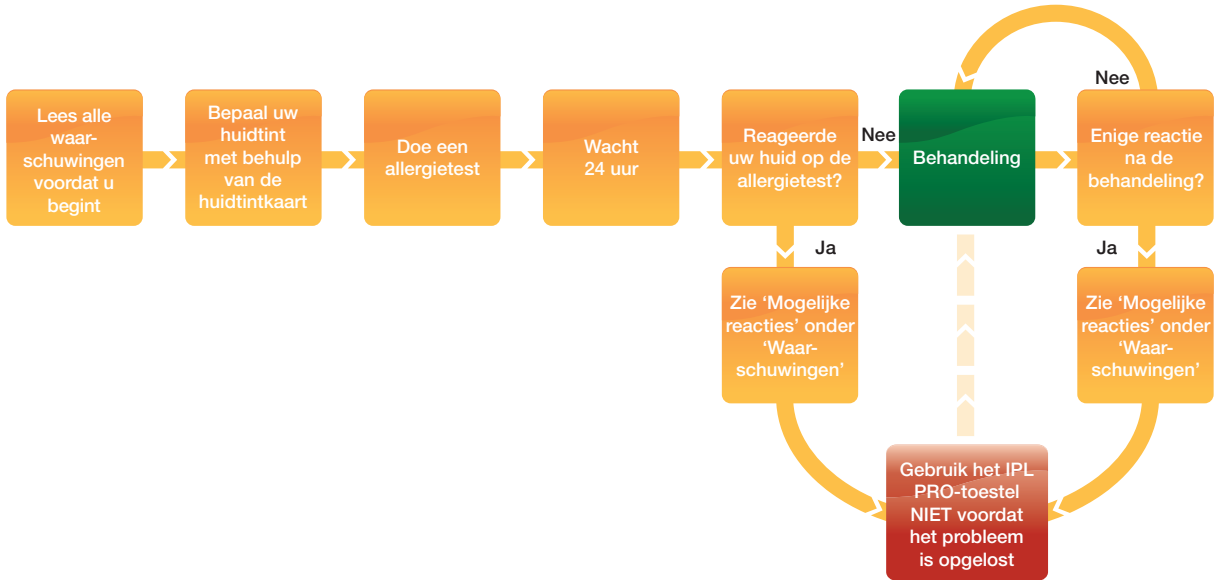 Lees alle
waar-
schuwingen
voordat u
begint
Bepaal uw
huidtint
met behulp
van de
huidtintkaart
Doe een
allergietest
Wacht
24 uur
Reageerde
uw huid op de
allergietest?
Nee
Behandeling
Nee
Enige reactie
na de
behandeling?
Ja
Zie ‘Mogelijke
reacties’ onder
‘Waar-
schuwingen’
Ja
Zie ‘Mogelijke
reacties’ onder
‘Waar-
schuwingen’
Gebruik het IPL
PRO-toestel
NIET voordat
het probleem
is opgelost